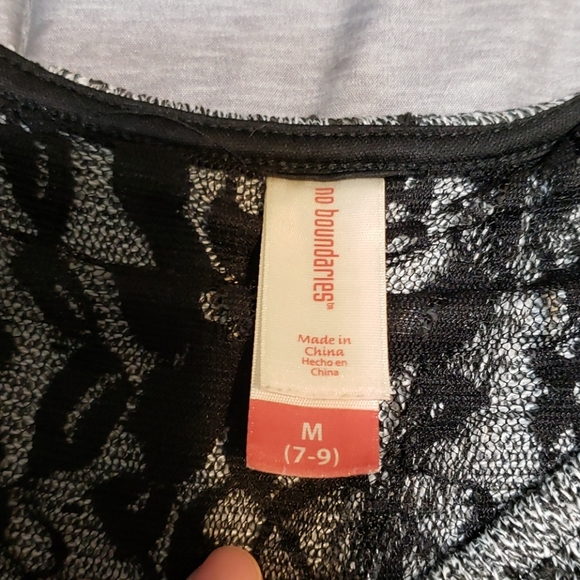 no boundaries™
Made in
China
Hecho en
China
M
(7-9)